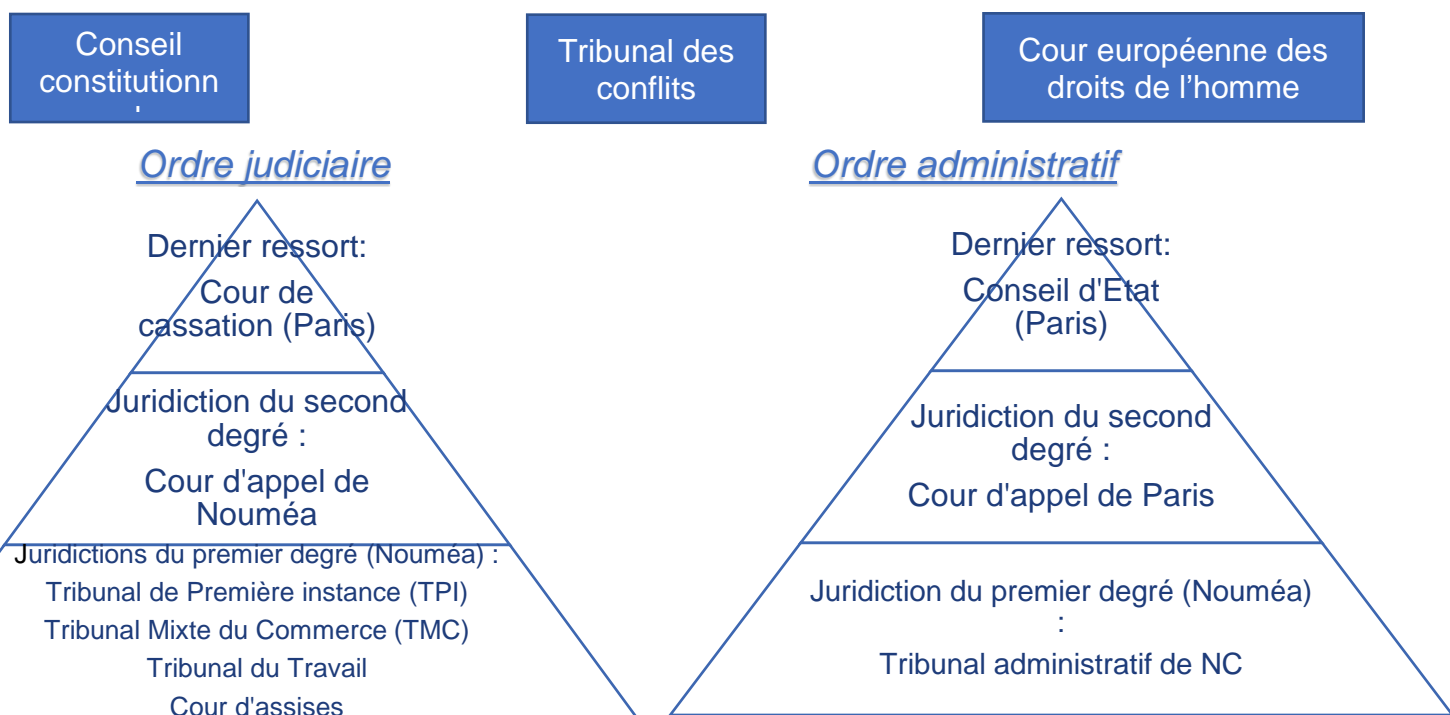 Conseil
constitutionn
Tribunal des
conflits
Cour européenne des
droits de l’homme
Ordre judiciaire
Dernier ressort:
Cour de
cassation (Paris)
Juridiction du second
degré :
Cour d'appel de
Nouméa
Juridictions du premier degré (Nouméa) :
Tribunal de Première instance (TPI)
Tribunal Mixte du Commerce (TMC)
Tribunal du Travail
Cour d'assises
Ordre administratif
Dernier ressort:
Conseil d'Etat
(Paris)
Juridiction du second
degré :
Cour d'appel de Paris
Juridiction du premier degré (Nouméa)
:
Tribunal administratif de NC